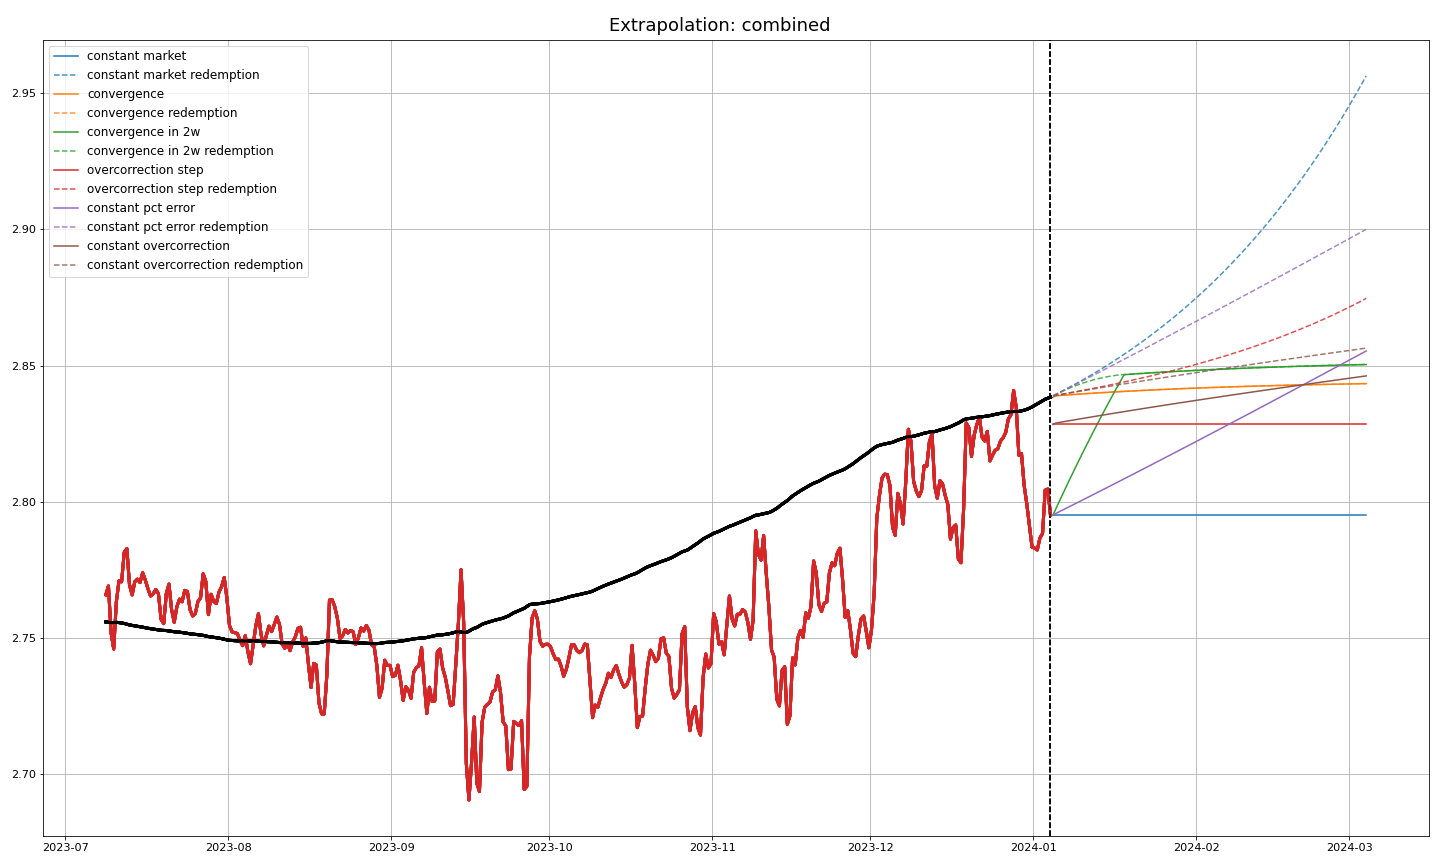 Extrapolation: combined
constant market
constant market redemption
convergence
convergence redemption
convergence in 2w
convergence in 2w redemption
overcorrection step
overcorrection step redemption
constant pct error
constant pct error redemption
constant overcorrection
constant overcorrection redemption
2.95
2.90
2.85
2.80
2.75
2.70
2023-07 2023-08 2023-09 2023-10 2023-11 2023-12 2024-01 2024-02 2024-03